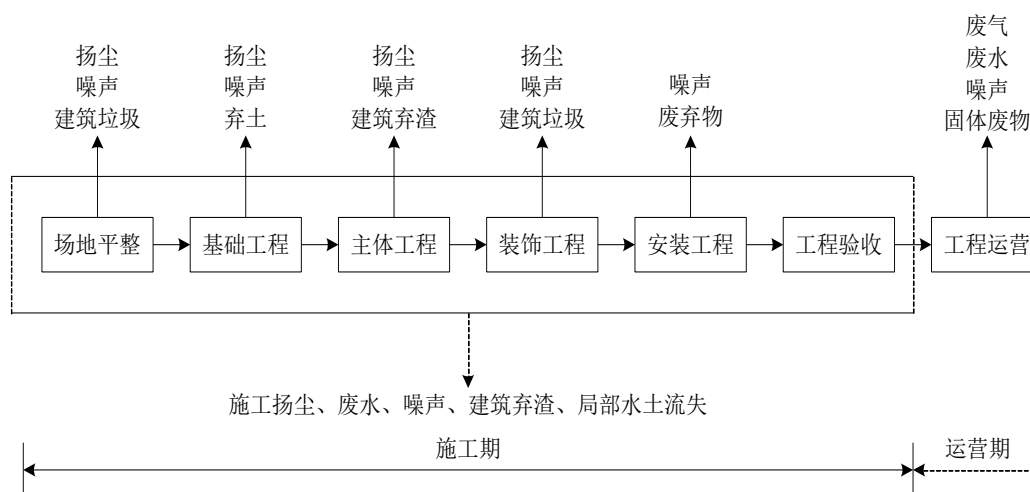 扬尘
噪声
建筑垃圾
扬尘
噪声
弃土
扬尘
噪声
建筑弃渣
扬尘
噪声
建筑垃圾
噪声
废弃物
废气
废水
噪声
固体废物
场地平整
基础工程
主体工程
装饰工程
安装工程
工程验收
工程运营
施工扬尘、废水、噪声、建筑弃渣、局部水土流失
施工期
运营期